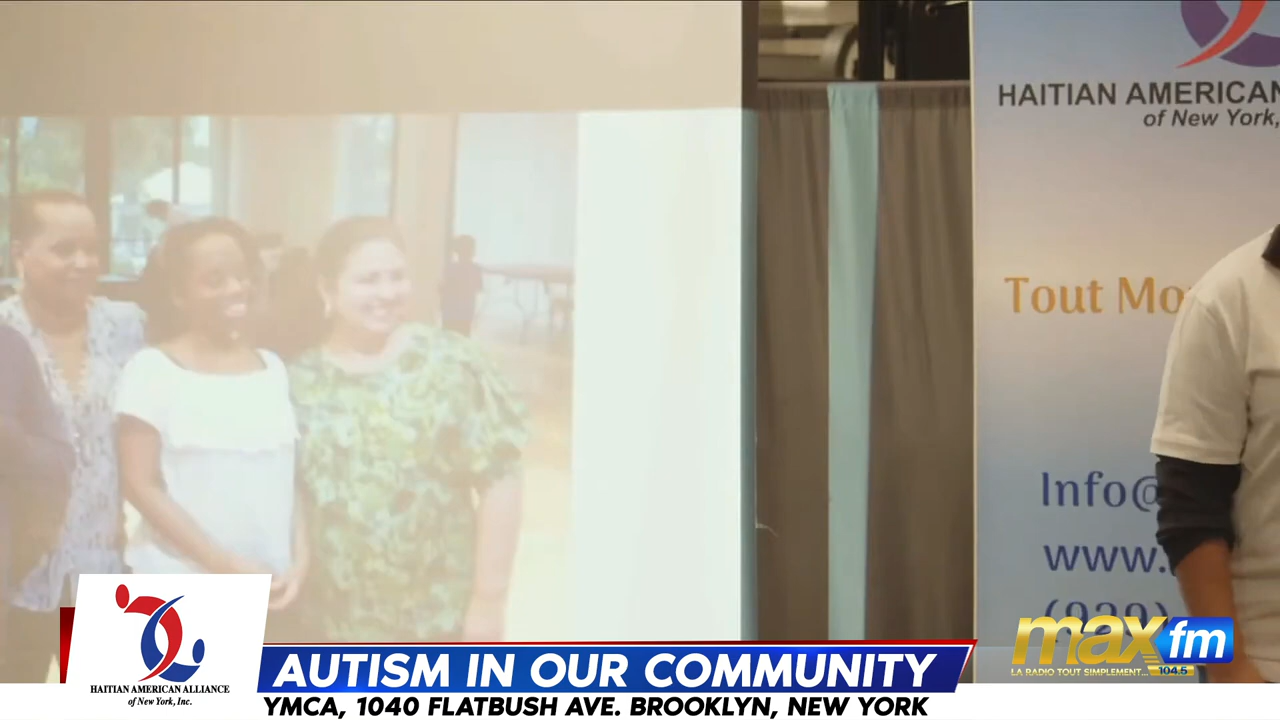 HAITIAN AMERICAN
of New York,
Tout
Info@
www.
(929)
max fm
LA RADIO TOUT SIMPLEMENT... 104.5
HAITIAN AMERICAN ALLIANCE
of New York, Inc.
AUTISM IN OUR COMMUNITY
YMCA, 1040 FLATBUSH AVE. BROOKLYN, NEW YORK